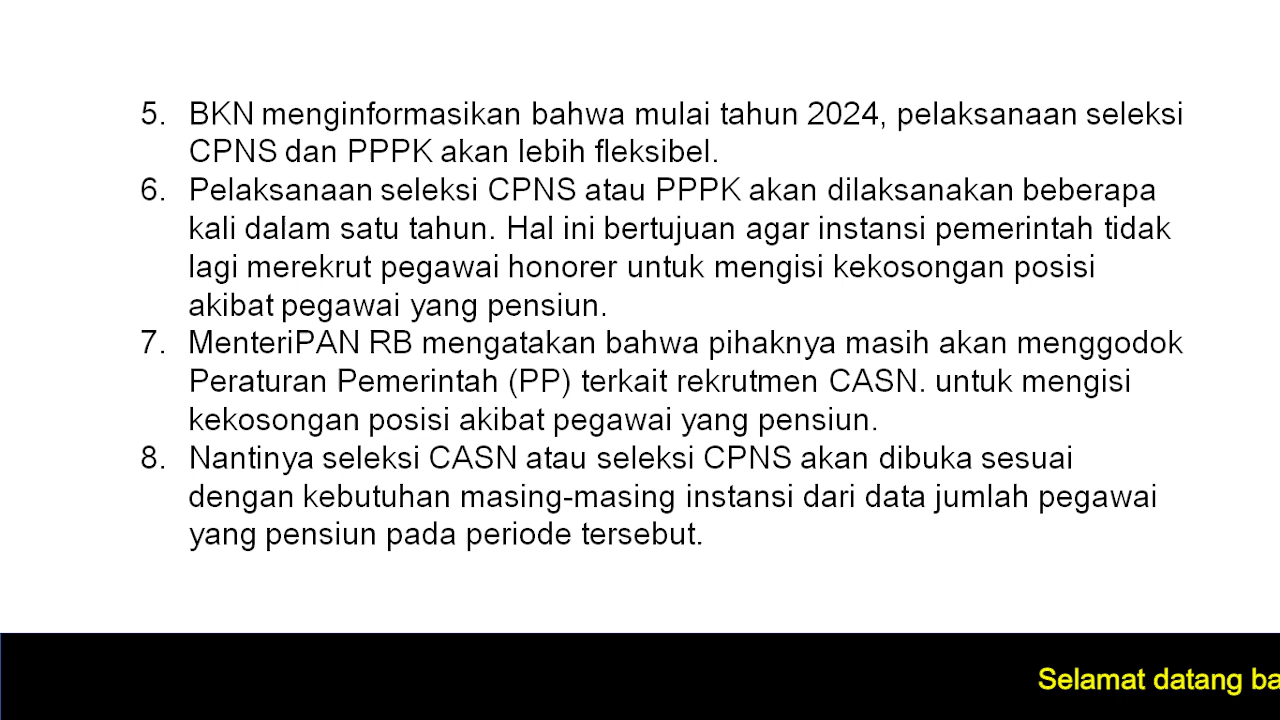 5. BKN menginformasikan bahwa mulai tahun 2024, pelaksanaan seleksi
CPNS dan PPPK akan lebih fleksibel.
6. Pelaksanaan seleksi CPNS atau PPPK akan dilaksanakan beberapa
kali dalam satu tahun. Hal ini bertujuan agar instansi pemerintah tidak
lagi merekrut pegawai honorer untuk mengisi kekosongan posisi
akibat pegawai yang pensiun.
7. MenteriPAN RB mengatakan bahwa pihaknya masih akan menggodok
Peraturan Pemerintah (PP) terkait rekrutmen CASN. untuk mengisi
kekosongan posisi akibat pegawai yang pensiun.
8. Nantinya seleksi CASN atau seleksi CPNS akan dibuka sesuai
dengan kebutuhan masing-masing instansi dari data jumlah pegawai
yang pensiun pada periode tersebut.
Selamat datang